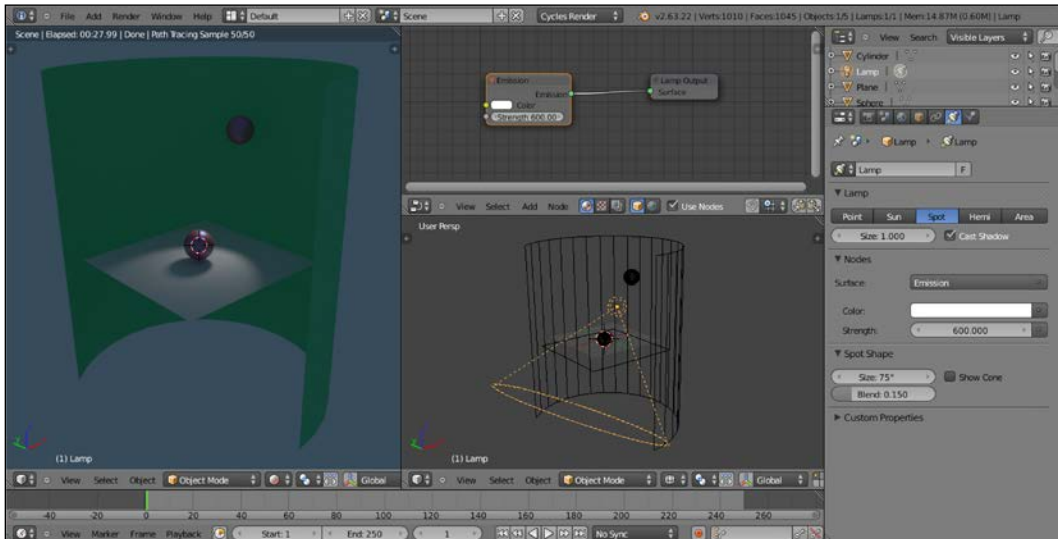 File Add Render Window Help Default Scene Cycles Render v2.63.22 | Verts:1010 | Faces:1045 | Objects:1/5 | Lamps:1/1 | Mem:14.87M (0.60M) | Lamp
Scene | Elapsed: 00:27.99 | Done | Path Tracing Sample 50/50
(1) Lamp
View Select Object Object Mode Global
Emission
Emission
Color
Strength 600.00
Lamp Output
Surface
View Select Add Node Use Nodes
User Persp
(1) Lamp
View Select Object Object Mode Global
View Search Visible Layers
Cylinder
Lamp
Plane
Sphere
Lamp Lamp
Lamp F
Lamp
Point Sun Spot Hemi Area
Size: 1.000 Cast Shadow
Nodes
Surface: Emission
Color:
Strength: 600.000
Spot Shape
Size: 75° Show Cone
Blend: 0.150
Custom Properties
-40 -20 0 20 40 60 80 100 120 140 160 180 200 220 240 260 280
View Marker Frame Playback Start: 1 End: 250 1 No Sync